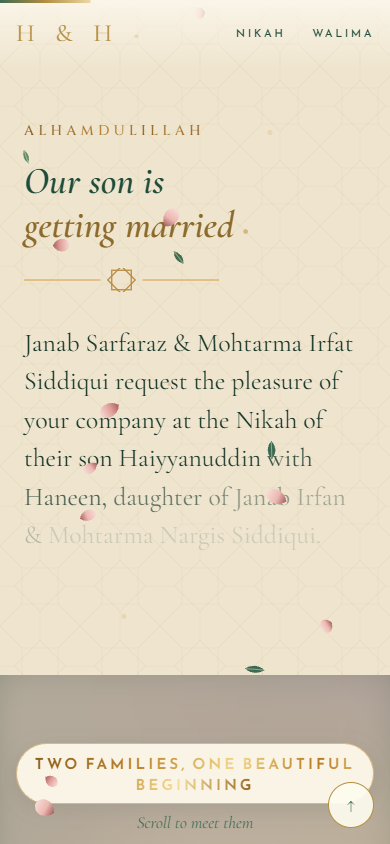 H & H
NIKAH WALIMA
ALHAMDULILLAH
Our son is
getting married
Janab Sarfaraz & Mohtarma Irfat
Siddiqui request the pleasure of
your company at the Nikah of
their son Haiyyanuddin with
Haneen, daughter of Janab Irfan
& Mohtarma Nargis Siddiqui.
TWO FAMILIES, ONE BEAUTIFUL
BEGINNING
↑
Scroll to meet them